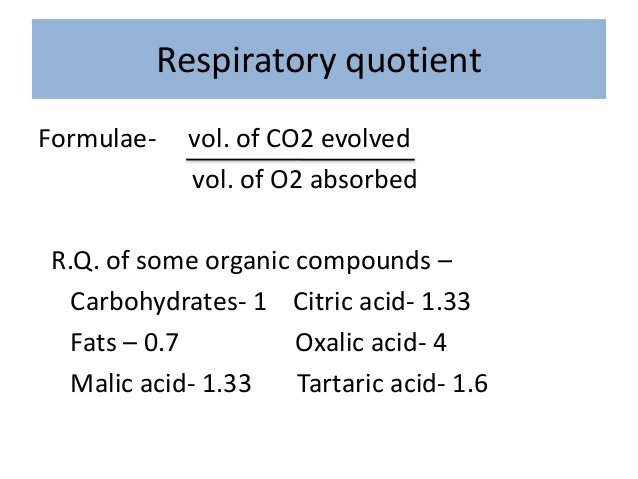 Respiratory quotient
Formulae- vol. of CO2 evolved
vol. of O2 absorbed
R.Q. of some organic compounds –
Carbohydrates- 1 Citric acid- 1.33
Fats – 0.7 Oxalic acid- 4
Malic acid- 1.33 Tartaric acid- 1.6